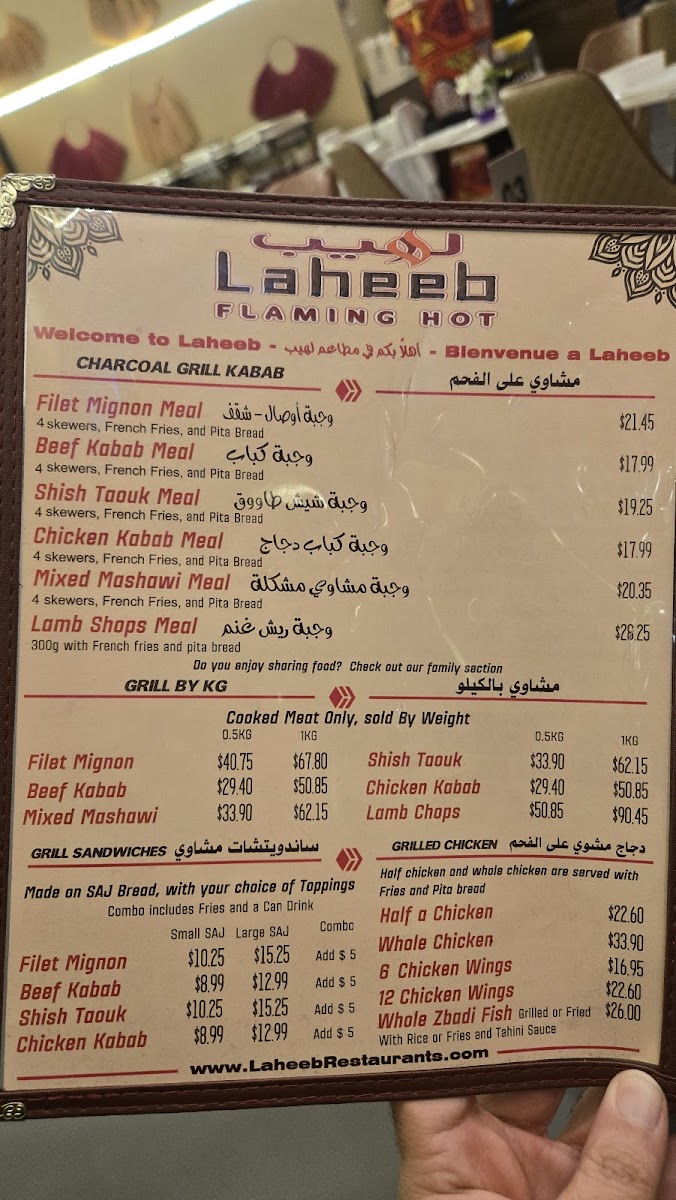 لهيب
Laheeb
FLAMING HOT
Welcome to Laheeb - أهلاً بكم في مطاعم لهيب - Bienvenue a Laheeb
CHARCOAL GRILL KABAB مشاوي على الفحم
Filet Mignon Meal وجبة أوصال - شقف $21.45
4 skewers, French Fries, and Pita Bread
Beef Kabab Meal وجبة كباب $17.99
4 skewers, French Fries, and Pita Bread
Shish Taouk Meal وجبة شيش طاووق $19.25
4 skewers, French Fries, and Pita Bread
Chicken Kabab Meal وجبة كباب دجاج $17.99
4 skewers, French Fries, and Pita Bread
Mixed Mashawi Meal وجبة مشاوي مشكلة $20.35
4 skewers, French Fries, and Pita Bread
Lamb Shops Meal وجبة ريش غنم $26.25
300g with French fries and pita bread
Do you enjoy sharing food? Check out our family section
GRILL BY KG مشاوي بالكيلو
Cooked Meat Only, sold By Weight
0.5KG 1KG 0.5KG 1KG
Filet Mignon $40.75 $67.80 Shish Taouk $33.90 $62.15
Beef Kabab $29.40 $50.85 Chicken Kabab $29.40 $50.85
Mixed Mashawi $33.90 $62.15 Lamb Chops $50.85 $90.45
GRILL SANDWICHES ساندويتشات مشاوي
Made on SAJ Bread, with your choice of Toppings
Combo includes Fries and a Can Drink
Small SAJ Large SAJ Combo
Filet Mignon $10.25 $15.25 Add $ 5
Beef Kabab $8.99 $12.99 Add $ 5
Shish Taouk $10.25 $15.25 Add $ 5
Chicken Kabab $8.99 $12.99 Add $ 5
GRILLED CHICKEN دجاج مشوي على الفحم
Half chicken and whole chicken are served with
Fries and Pita bread
Half a Chicken $22.60
Whole Chicken $33.90
6 Chicken Wings $16.95
12 Chicken Wings $22.60
Whole Zbadi Fish Grilled or Fried $26.00
With Rice or Fries and Tahini Sauce
www.LaheebRestaurants.com